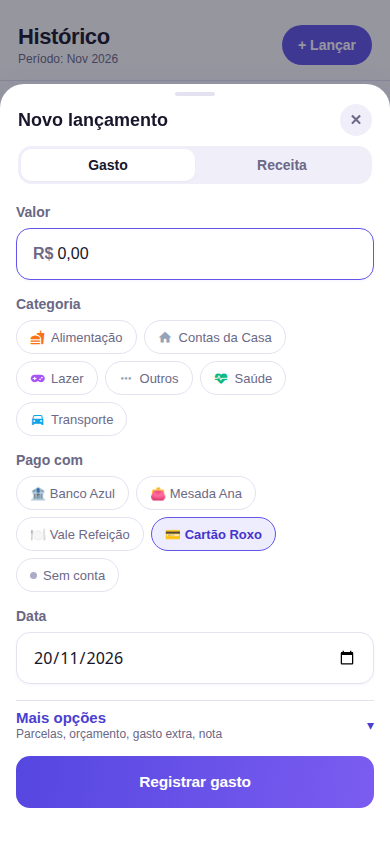 Histórico
Período: Nov 2026
+ Lançar
Novo lançamento
Gasto
Receita
Valor
R$ 0,00
Categoria
Alimentação
Contas da Casa
Lazer
Outros
Saúde
Transporte
Pago com
Banco Azul
Mesada Ana
Vale Refeição
Cartão Roxo
Sem conta
Data
20/11/2026
Mais opções
Parcelas, orçamento, gasto extra, nota
Registrar gasto